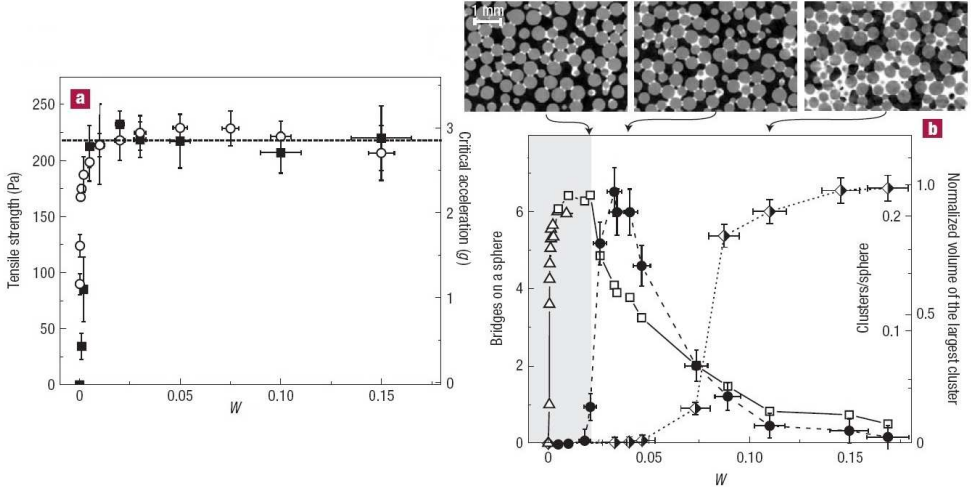 1 mm
a
250
200
150
100
50
0
Tensile strength (Pa)
3
2
1
0
Critical acceleration (g)
0
0.05
0.10
0.15
W
b
6
4
2
0
Bridges on a sphere
0.2
0.1
Clusters/sphere
1.0
0.5
0
Normalized volume of the largest cluster
0
0.05
0.10
0.15
W